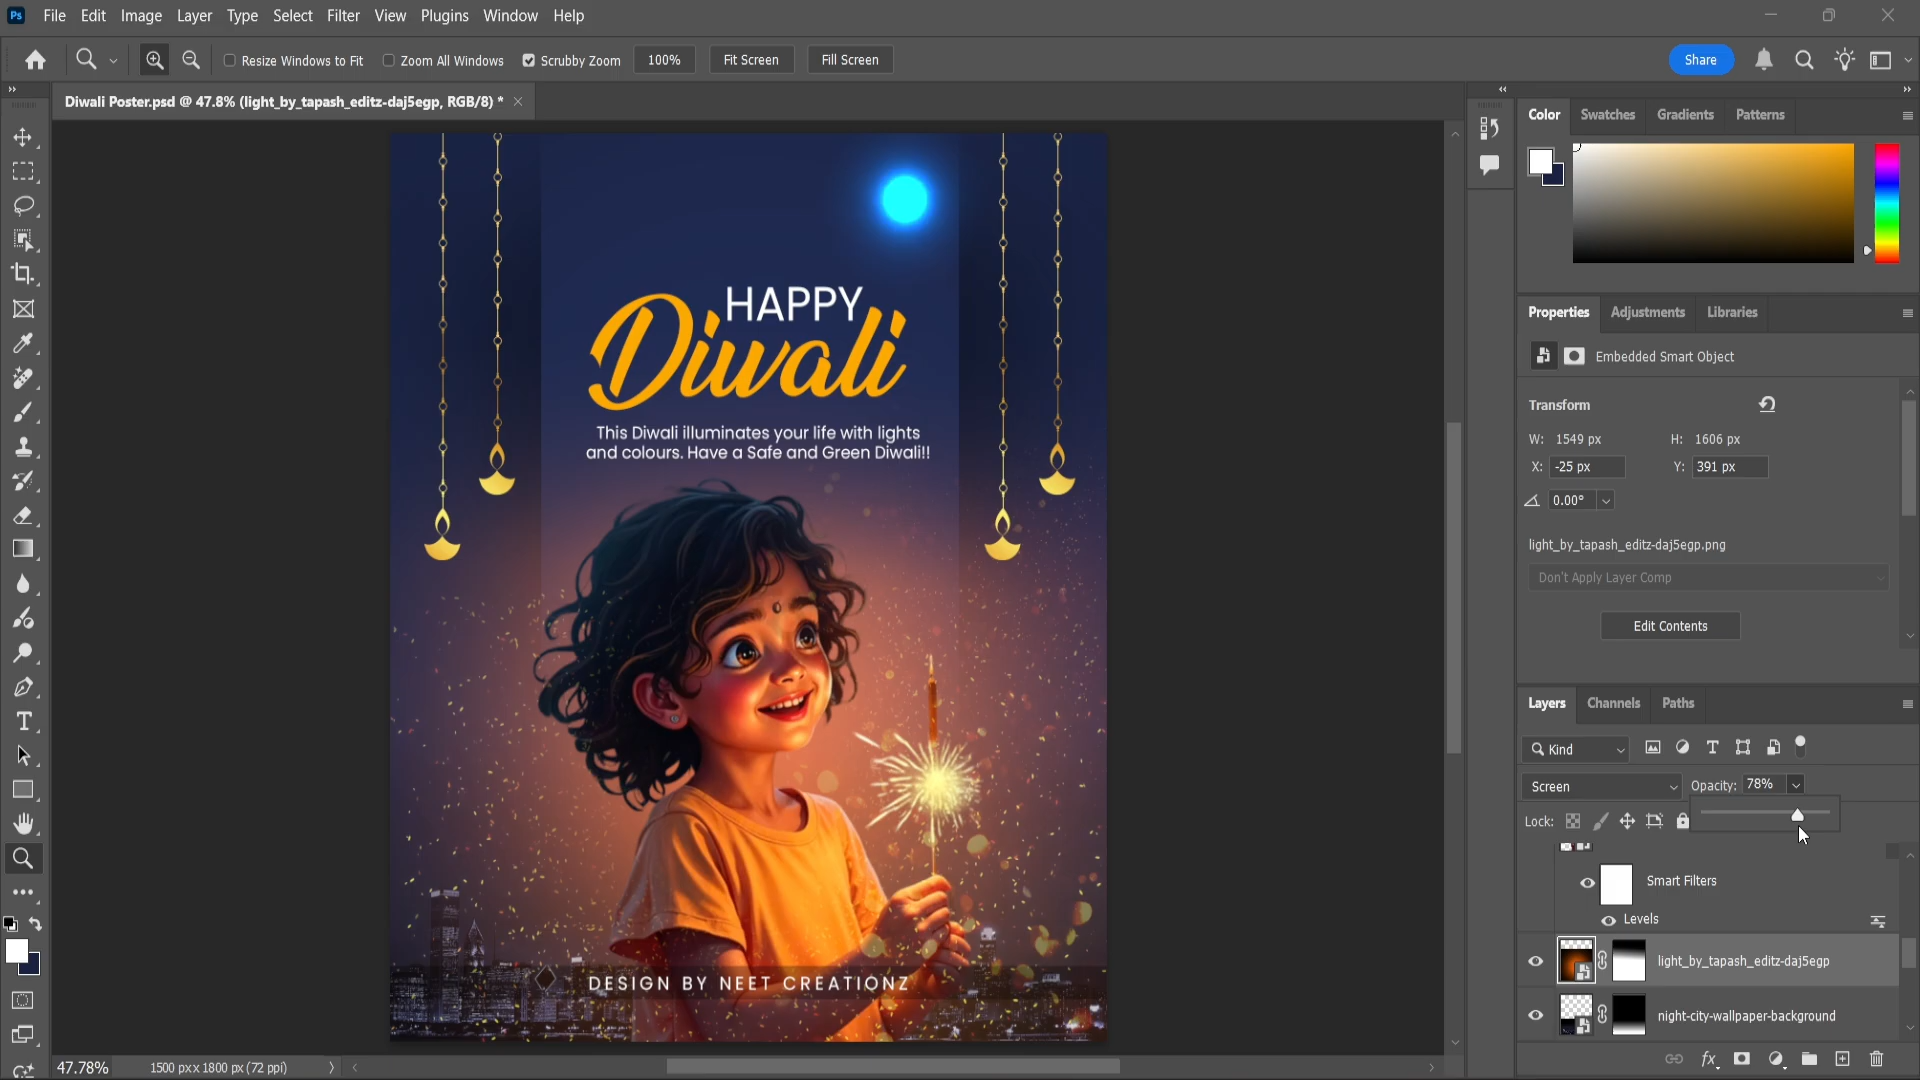 Ps File Edit Image Layer Type Select Filter View Plugins Window Help
Resize Windows to Fit Zoom All Windows Scrubby Zoom 100% Fit Screen Fill Screen Share
Diwali Poster.psd @ 47.8% (light_by_tapash_editz-daj5egp, RGB/8) *
Color Swatches Gradients Patterns
HAPPY
Diwali
This Diwali illuminates your life with lights
and colours. Have a Safe and Green Diwali!!
DESIGN BY NEET CREATIONZ
Properties Adjustments Libraries
Embedded Smart Object
Transform
W: 1549 px H: 1606 px
X: -25 px Y: 391 px
0.00°
light_by_tapash_editz-daj5egp.png
Don't Apply Layer Comp
Edit Contents
Layers Channels Paths
Kind
Screen Opacity: 78%
Lock:
Smart Filters
Levels
light_by_tapash_editz-daj5egp
night-city-wallpaper-background
fx
47.78% 1500 px x 1800 px (72 ppi)